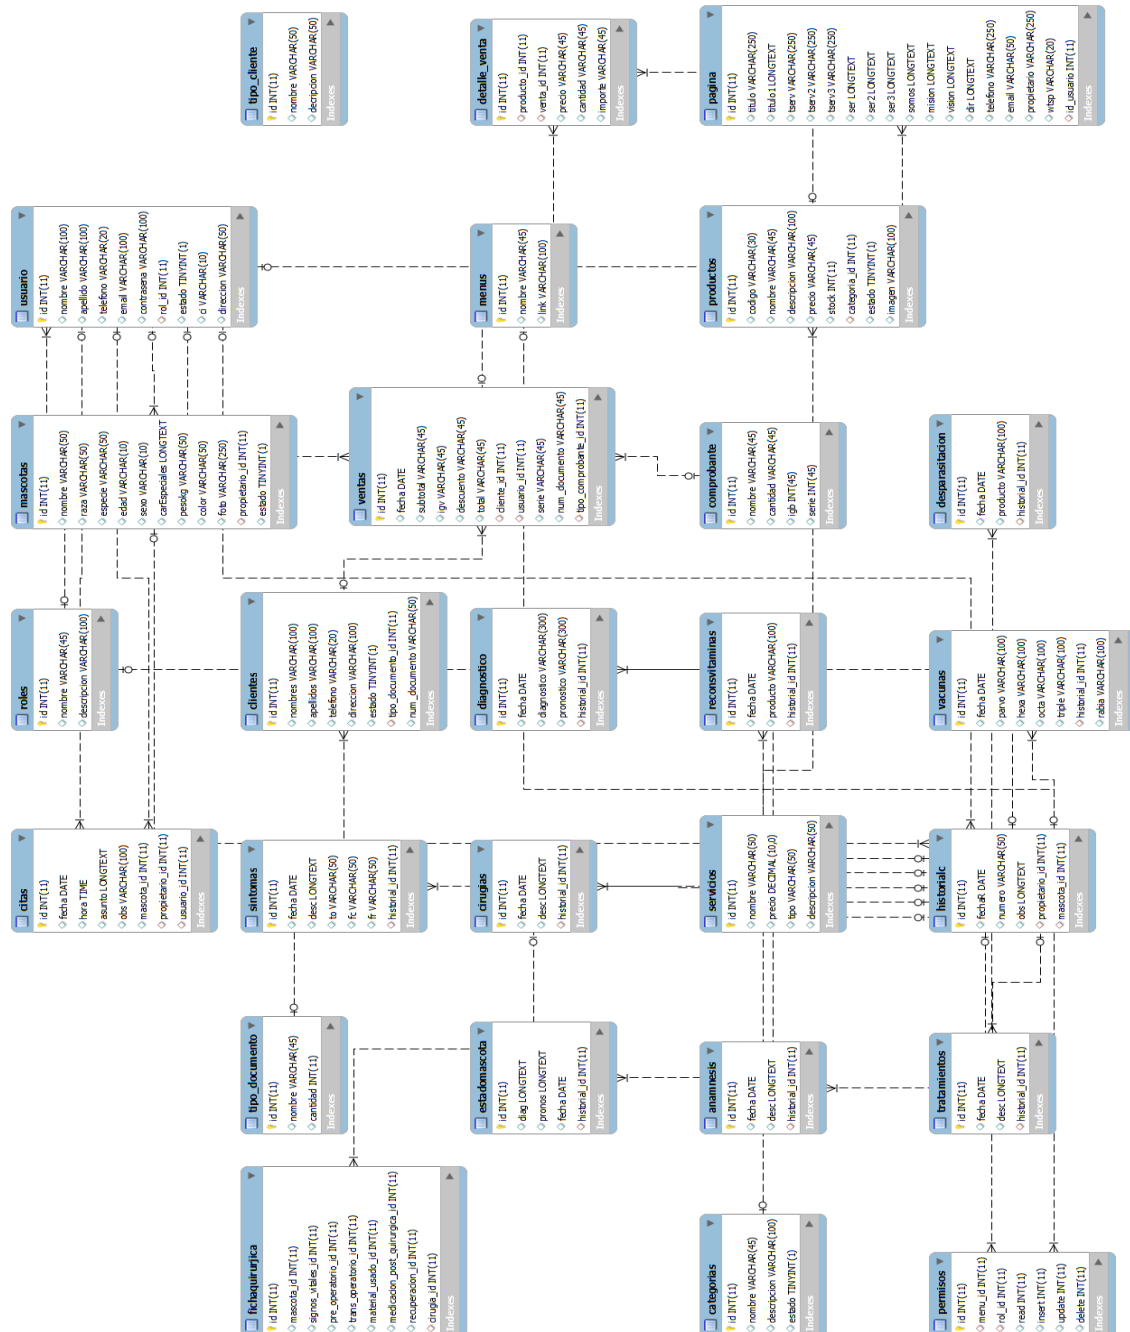 citas
id INT(11)
fecha DATE
hora TIME
asunto LONGTEXT
obs VARCHAR(100)
mascota_id INT(11)
propietario_id INT(11)
usuario_id INT(11)
Indexes
roles
id INT(11)
nombre VARCHAR(45)
descripcion VARCHAR(100)
Indexes
mascotas
id INT(11)
nombre VARCHAR(50)
raza VARCHAR(50)
especie VARCHAR(50)
edad VARCHAR(10)
sexo VARCHAR(10)
carEspeciales LONGTEXT
pesokg VARCHAR(50)
color VARCHAR(50)
foto VARCHAR(250)
propietario_id INT(11)
estado TINYINT(1)
Indexes
usuario
id INT(11)
nombre VARCHAR(100)
apellido VARCHAR(100)
telefono VARCHAR(20)
email VARCHAR(100)
contrasena VARCHAR(100)
rol_id INT(11)
estado TINYINT(1)
ci VARCHAR(10)
direccion VARCHAR(50)
Indexes
fichaquirurjica
id INT(11)
mascota_id INT(11)
signos_vitales_id INT(11)
pre_operatorio_id INT(11)
trans_operatorio_id INT(11)
material_usado_id INT(11)
medicacion_post_quirurgica_id INT(11)
recuperacion_id INT(11)
cirugia_id INT(11)
Indexes
tipo_documento
id INT(11)
nombre VARCHAR(45)
cantidad INT(11)
Indexes
sintomas
id INT(11)
fecha DATE
desc LONGTEXT
to VARCHAR(50)
fc VARCHAR(50)
fr VARCHAR(50)
historial_id INT(11)
Indexes
clientes
id INT(11)
nombres VARCHAR(100)
apelidos VARCHAR(100)
telefono VARCHAR(20)
direccion VARCHAR(100)
estado TINYINT(1)
tipo_documento_id INT(11)
num_documento VARCHAR(50)
Indexes
ventas
id INT(11)
fecha DATE
subtotal VARCHAR(45)
igv VARCHAR(45)
descuento VARCHAR(45)
total VARCHAR(45)
cliente_id INT(11)
usuario_id INT(11)
serie VARCHAR(45)
num_documento VARCHAR(45)
tipo_comprobante_id INT(11)
Indexes
tipo_cliente
id INT(11)
nombre VARCHAR(50)
decripcion VARCHAR(50)
Indexes
estadomascota
id INT(11)
diag LONGTEXT
pronos LONGTEXT
fecha DATE
historial_id INT(11)
Indexes
cirugias
id INT(11)
fecha DATE
desc LONGTEXT
historial_id INT(11)
Indexes
diagnostico
id INT(11)
fecha DATE
diagnostico VARCHAR(300)
pronostico VARCHAR(300)
historial_id INT(11)
Indexes
menus
id INT(11)
nombre VARCHAR(45)
link VARCHAR(100)
Indexes
detalle_venta
id INT(11)
producto_id INT(11)
venta_id INT(11)
precio VARCHAR(45)
cantidad VARCHAR(45)
importe VARCHAR(45)
Indexes
categorias
id INT(11)
nombre VARCHAR(45)
descripcion VARCHAR(100)
estado TINYINT(1)
Indexes
anamnesis
id INT(11)
fecha DATE
desc LONGTEXT
historial_id INT(11)
Indexes
servicios
id INT(11)
nombre VARCHAR(50)
precio DECIMAL(10,0)
tipo VARCHAR(50)
descripcion VARCHAR(50)
Indexes
reconsvitaminas
id INT(11)
fecha DATE
producto VARCHAR(100)
historial_id INT(11)
Indexes
comprobante
id INT(11)
nombre VARCHAR(45)
cantidad VARCHAR(45)
igb INT(45)
serie INT(45)
Indexes
productos
id INT(11)
codigo VARCHAR(30)
nombre VARCHAR(45)
descripcion VARCHAR(100)
precio VARCHAR(45)
stock INT(11)
categoria_id INT(11)
estado TINYINT(1)
imagen VARCHAR(100)
Indexes
pagina
id INT(11)
titulo VARCHAR(250)
titulo1 LONGTEXT
tserv VARCHAR(250)
tserv2 VARCHAR(250)
tserv3 VARCHAR(250)
ser LONGTEXT
ser2 LONGTEXT
ser3 LONGTEXT
somos LONGTEXT
mision LONGTEXT
vision LONGTEXT
dir LONGTEXT
telefono VARCHAR(250)
email VARCHAR(50)
propietario VARCHAR(250)
wtsp VARCHAR(20)
id_usuario INT(11)
Indexes
permisos
id INT(11)
menu_id INT(11)
rol_id INT(11)
read INT(11)
insert INT(11)
update INT(11)
delete INT(11)
Indexes
tratamientos
id INT(11)
fecha DATE
desc LONGTEXT
historial_id INT(11)
Indexes
historialc
id INT(11)
fechaR DATE
numero VARCHAR(50)
obs LONGTEXT
propietario_id INT(11)
mascota_id INT(11)
Indexes
vacunas
id INT(11)
fecha DATE
parvo VARCHAR(100)
hexa VARCHAR(100)
octa VARCHAR(100)
triple VARCHAR(100)
historial_id INT(11)
rabia VARCHAR(100)
desparasitacion
id INT(11)
fecha DATE
producto VARCHAR(100)
historial_id INT(11)
Indexes